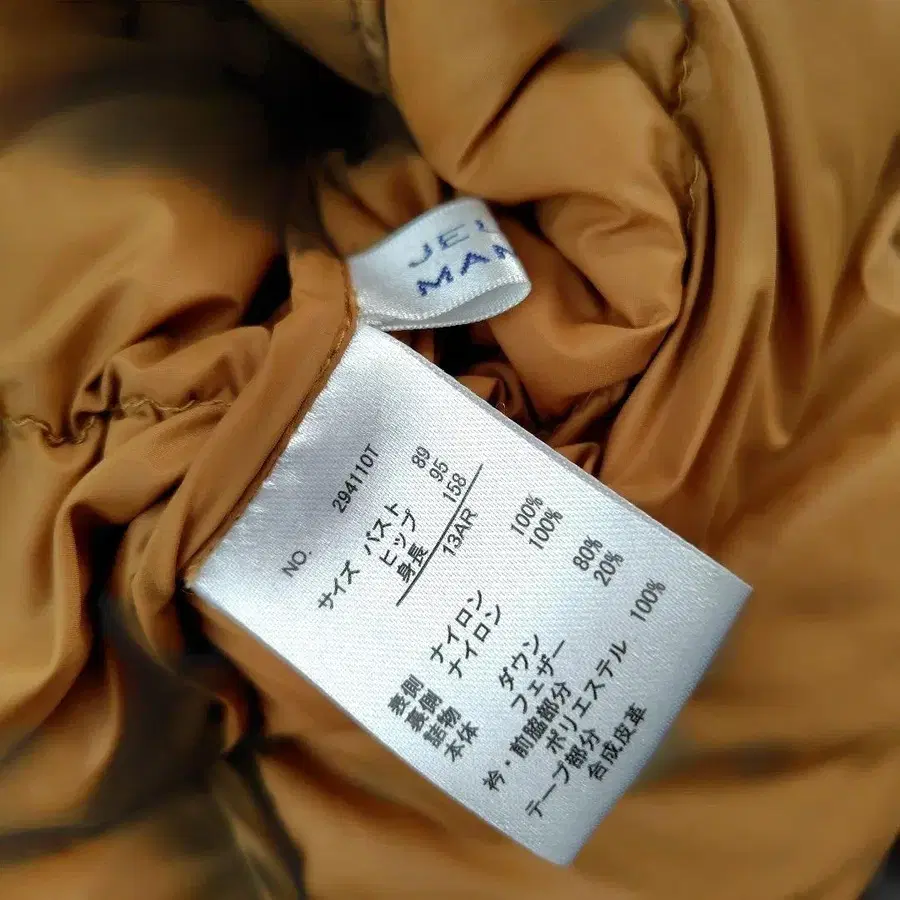 JE
MAN
NO. 294110T
サイズ バスト 89
ヒップ 95
身長 158
13AR
表側 ナイロン 100%
裏側 ナイロン 100%
詰物
本体 ダウン 80%
フェザー 20%
衿・前脇部分
ポリエステル 100%
テープ部分
合成皮革